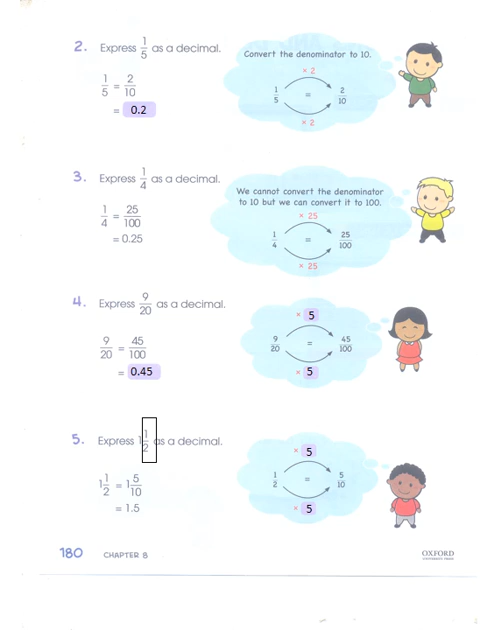 2. Express 1/5 as a decimal.
1/5 = 2/10
= 0.2
Convert the denominator to 10.
× 2
1/5 = 2/10
× 2
3. Express 1/4 as a decimal.
1/4 = 25/100
= 0.25
We cannot convert the denominator
to 10 but we can convert it to 100.
× 25
1/4 = 25/100
× 25
4. Express 9/20 as a decimal.
9/20 = 45/100
= 0.45
× 5
9/20 = 45/100
× 5
5. Express 1 1/2 as a decimal.
1 1/2 = 1 5/10
= 1.5
× 5
1/2 = 5/10
× 5
180 CHAPTER 8
OXFORD
UNIVERSITY PRESS